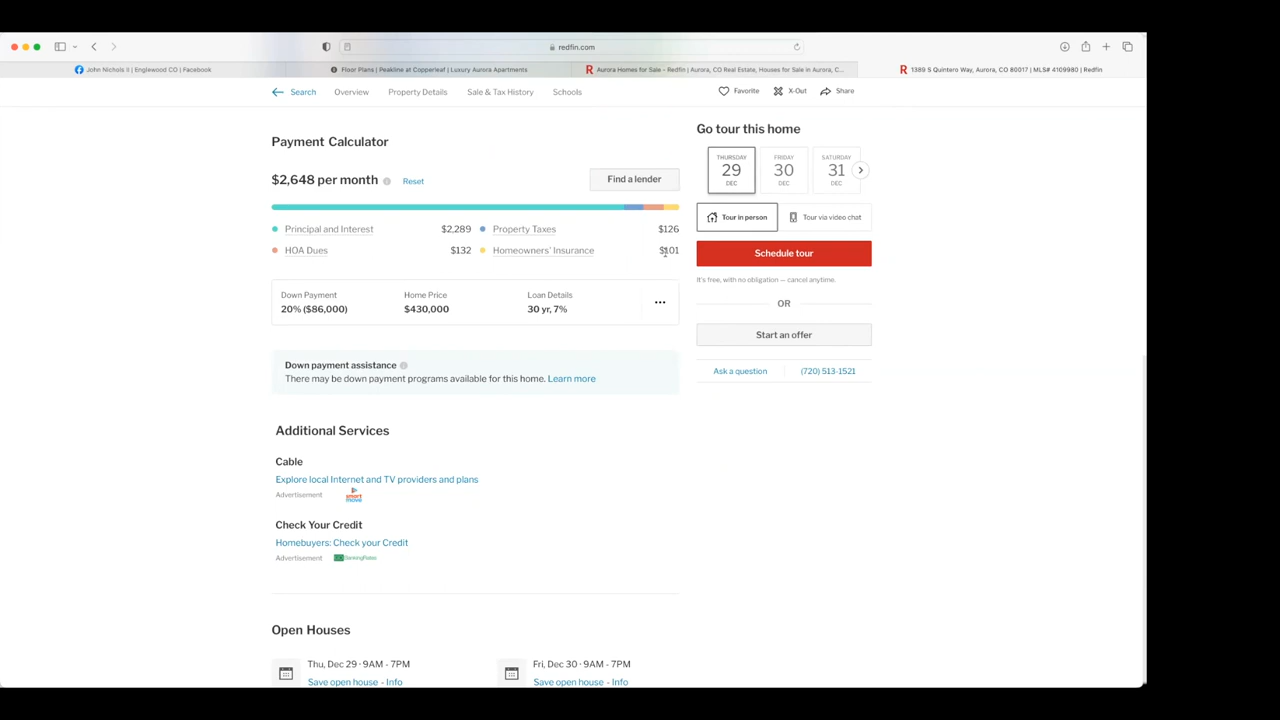 redfin.com
John Nichols II | Englewood CO | Facebook
Floor Plans | Peakline at Copperleaf | Luxury Aurora Apartments
Aurora Homes for Sale - Redfin | Aurora, CO Real Estate, Houses for Sale in Aurora, C...
1389 S Quintero Way, Aurora, CO 80017 | MLS# 4109980 | Redfin
Search
Overview
Property Details
Sale & Tax History
Schools
Favorite
X-Out
Share
Payment Calculator
$2,648 per month
Reset
Find a lender
Principal and Interest
$2,289
Property Taxes
$126
HOA Dues
$132
Homeowners' Insurance
$101
Down Payment
Home Price
Loan Details
20% ($86,000)
$430,000
30 yr, 7%
Down payment assistance
There may be down payment programs available for this home. Learn more
Additional Services
Cable
Explore local Internet and TV providers and plans
Advertisement
smart move
Check Your Credit
Homebuyers: Check your Credit
Advertisement
BankingRates
Open Houses
Thu, Dec 29 · 9AM - 7PM
Save open house - Info
Fri, Dec 30 · 9AM - 7PM
Save open house - Info
Go tour this home
THURSDAY
29
DEC
FRIDAY
30
DEC
SATURDAY
31
DEC
Tour in person
Tour via video chat
Schedule tour
It's free, with no obligation — cancel anytime.
OR
Start an offer
Ask a question
(720) 513-1521